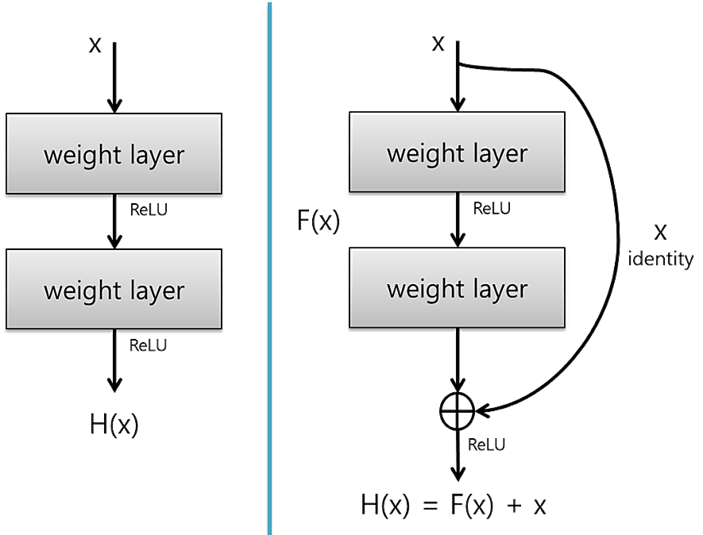 x
weight layer
ReLU
weight layer
ReLU
H(x)
x
weight layer
F(x)
ReLU
weight layer
x
identity
ReLU
H(x) = F(x) + x